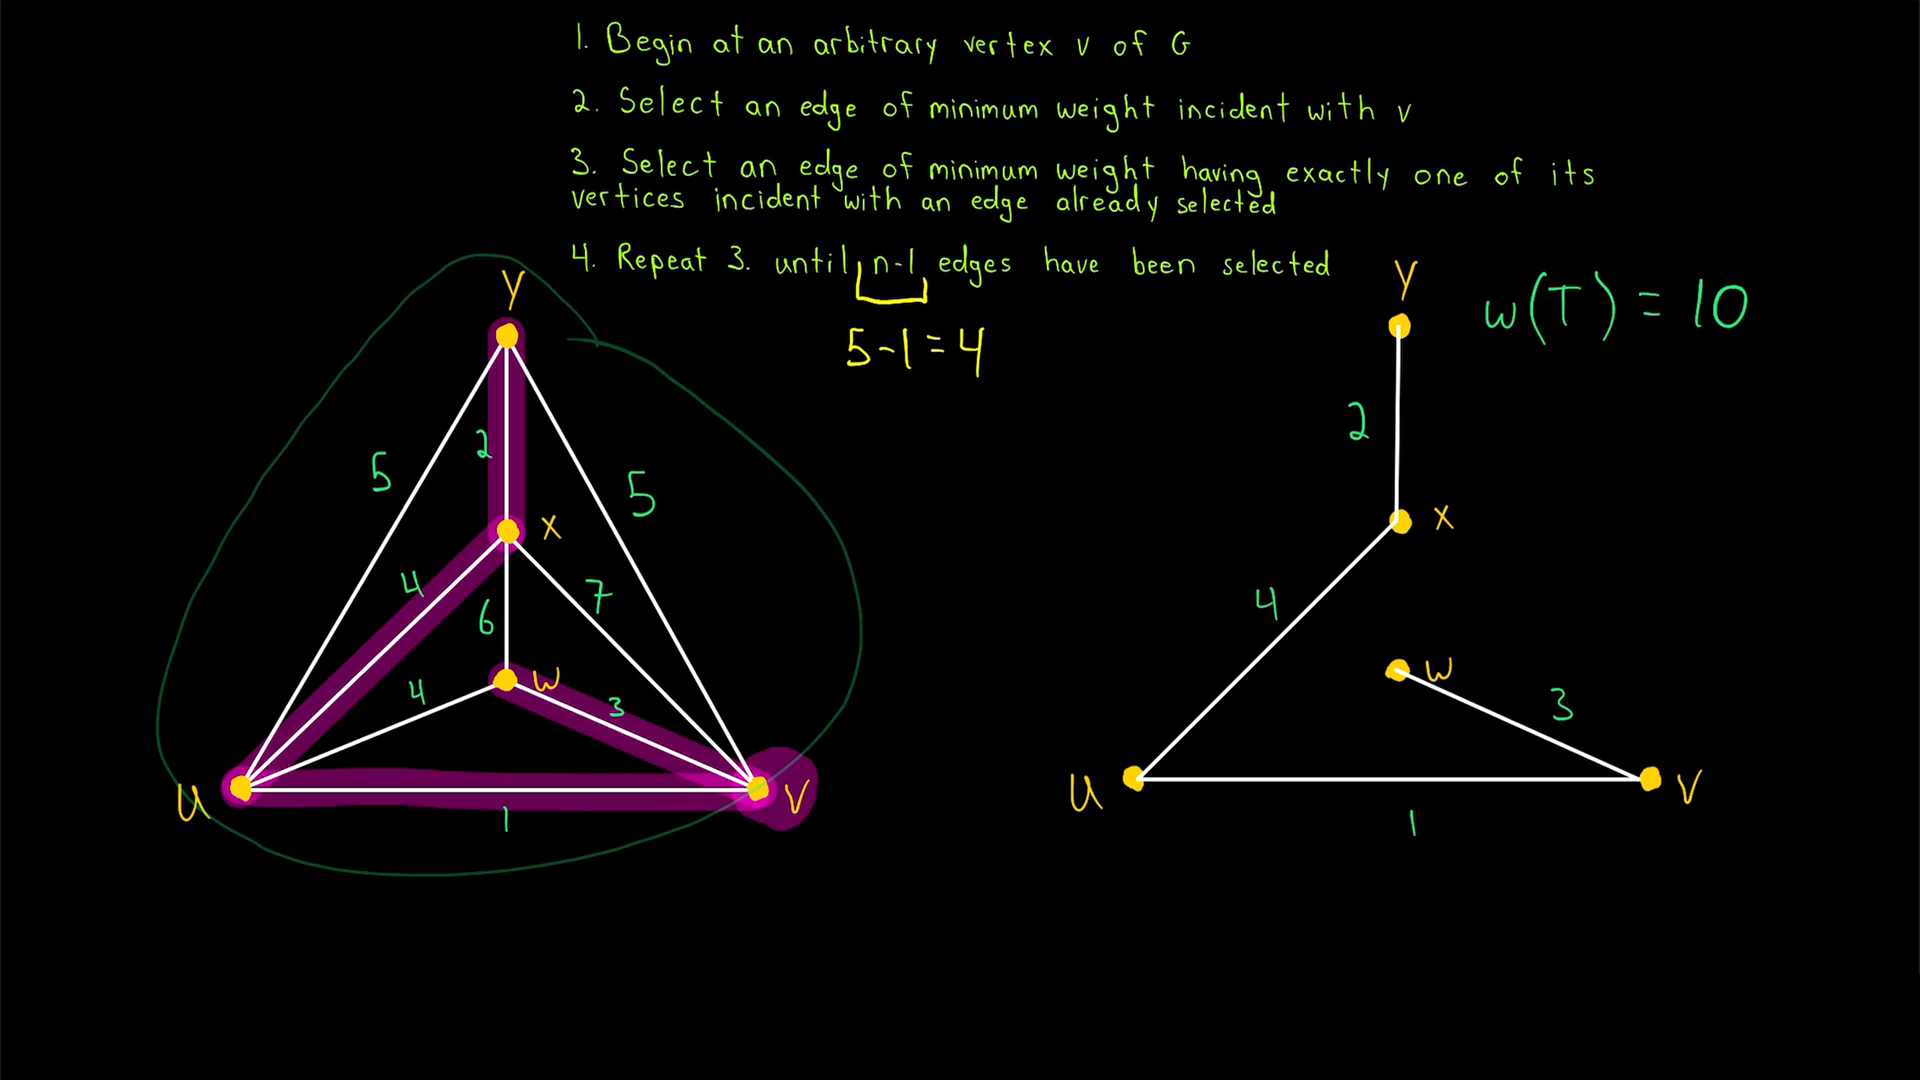 1. Begin at an arbitrary vertex v of G
2. Select an edge of minimum weight incident with v
3. Select an edge of minimum weight having exactly one of its
vertices incident with an edge already selected
4. Repeat 3. until n-1 edges have been selected
5-1=4
y
5
2
5
x
4
6
7
4
w
3
u
v
1
y
w(T) = 10
2
x
4
w
3
u
v
1